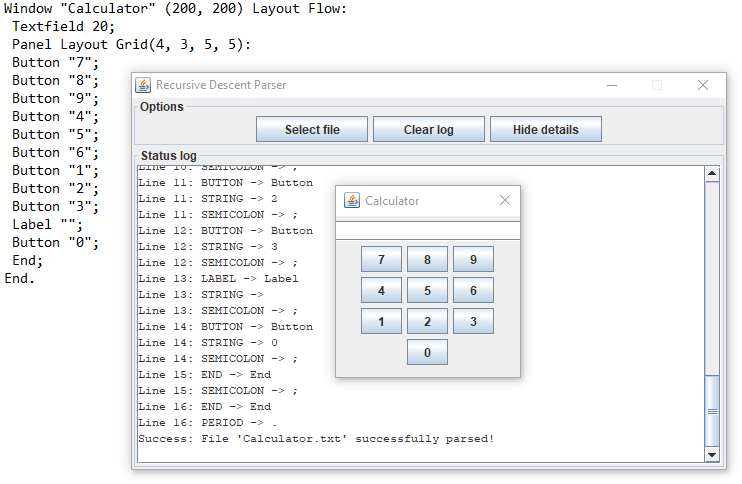 Window "Calculator" (200, 200) Layout Flow:
Textfield 20;
Panel Layout Grid(4, 3, 5, 5):
Button "7";
Button "8";
Button "9";
Button "4";
Button "5";
Button "6";
Button "1";
Button "2";
Button "3";
Label "";
Button "0";
End;
End.
Recursive Descent Parser
Options
Select file Clear log Hide details
Status log
Line 10: SEMICOLON -> ;
Line 11: BUTTON -> Button
Line 11: STRING -> 2
Line 11: SEMICOLON -> ;
Line 12: BUTTON -> Button
Line 12: STRING -> 3
Line 12: SEMICOLON -> ;
Line 13: LABEL -> Label
Line 13: STRING ->
Line 13: SEMICOLON -> ;
Line 14: BUTTON -> Button
Line 14: STRING -> 0
Line 14: SEMICOLON -> ;
Line 15: END -> End
Line 15: SEMICOLON -> ;
Line 16: END -> End
Line 16: PERIOD -> .
Success: File 'Calculator.txt' successfully parsed!
Calculator
7 8 9
4 5 6
1 2 3
0